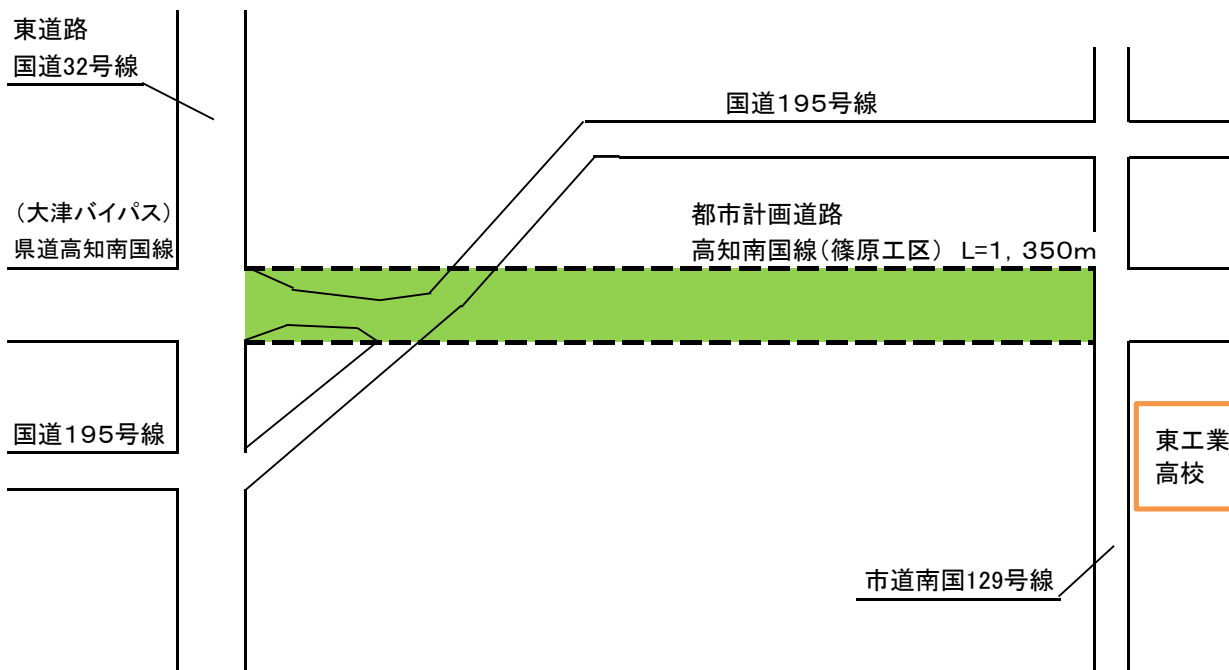 東道路
国道32号線
国道195号線
(大津バイパス)
県道高知南国線
都市計画道路
高知南国線(篠原工区) L=1,350m
国道195号線
東工業
高校
市道南国129号線